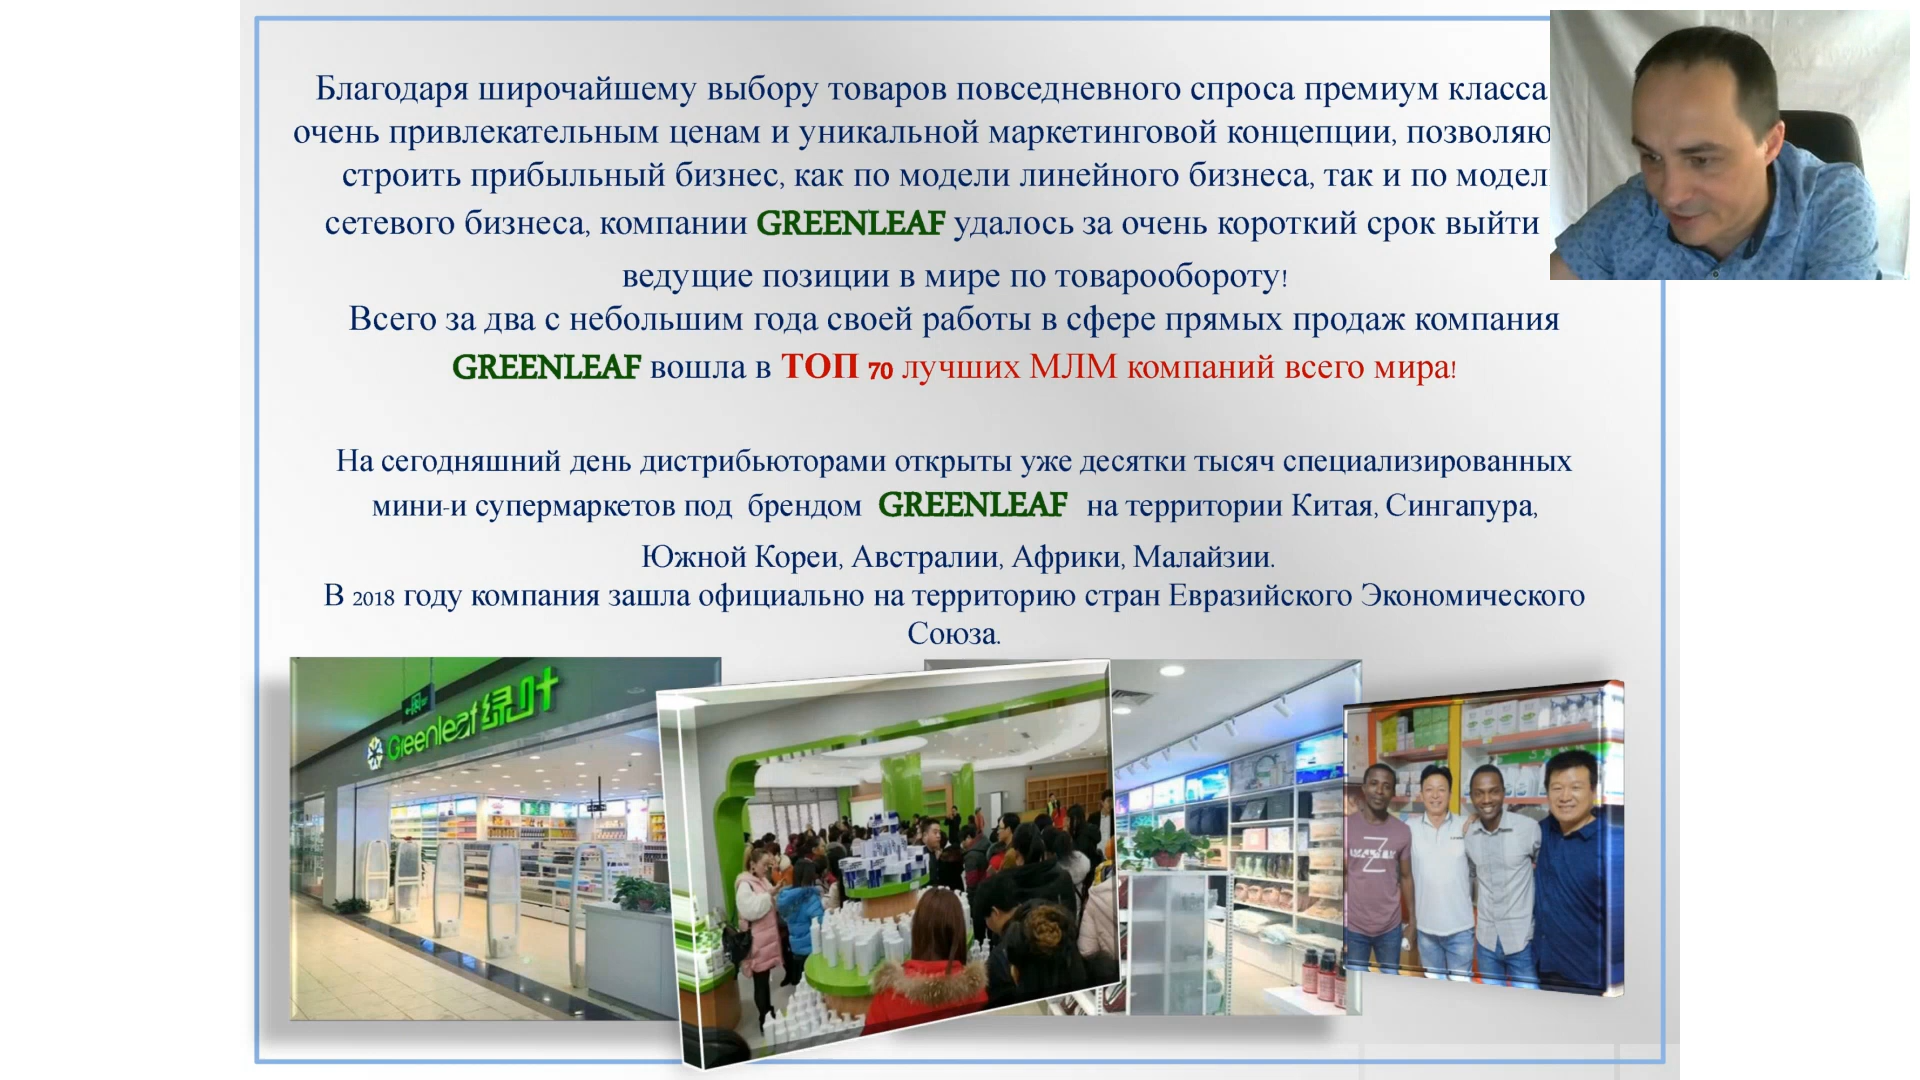 Благодаря широчайшему выбору товаров повседневного спроса премиум класса
очень привлекательным ценам и уникальной маркетинговой концепции,
строить прибыльный бизнес, как по модели линейного бизнеса, так и по
сетевого бизнеса, компании GREENLEAF удалось за очень короткий срок выйти
ведущие позиции в мире по товарообороту!
Всего за два с небольшим года своей работы в сфере прямых продаж компания
GREENLEAF вошла в ТОП 70 лучших МЛМ компаний всего мира!
На сегодняшний день дистрибьюторами открыты уже десятки тысяч специализированных
мини-и супермаркетов под брендом GREENLEAF на территории Китая, Сингапура,
Южной Кореи, Австралии, Африки, Малайзии.
В 2018 году компания зашла официально на территорию стран Евразийского Экономического
Союза.
Greenleaf 绿叶